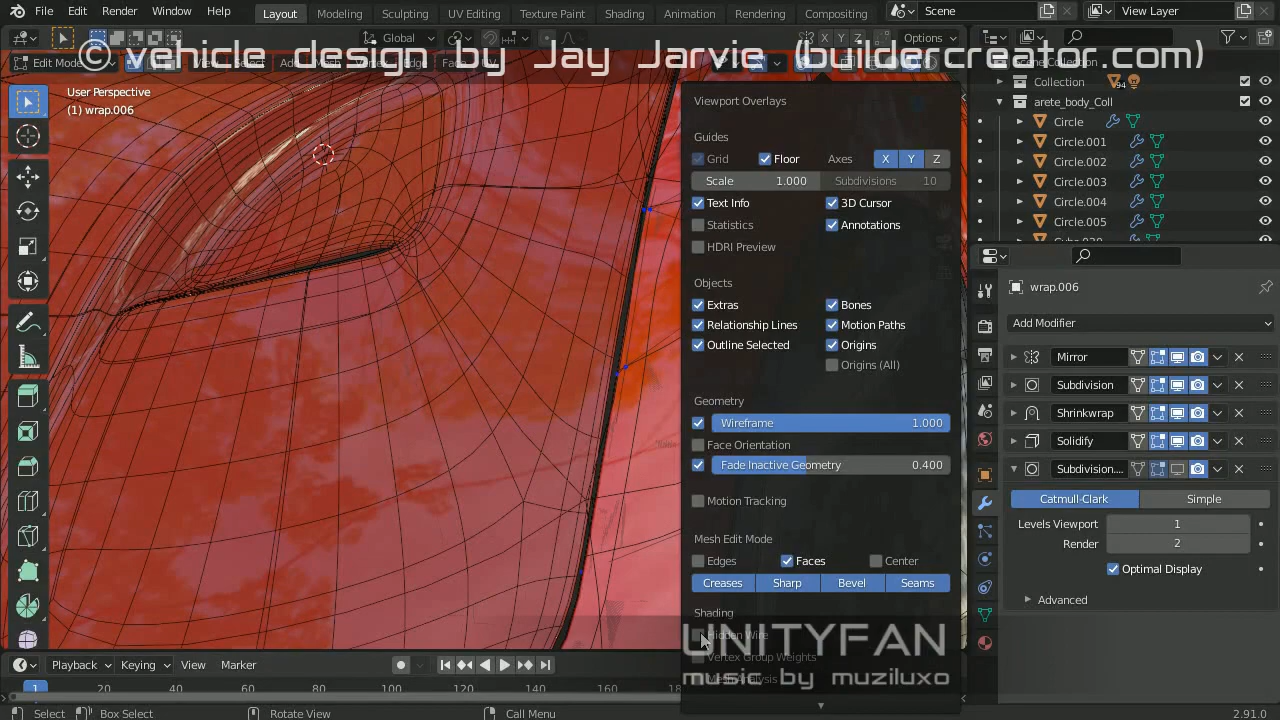 File Edit Render Window Help Layout Modeling Sculpting UV Editing Texture Paint Shading Animation Rendering Compositing Scene View Layer
Global Options
© vehicle design by Jay Jarvie (buildercreator.com)
Edit Mode
User Perspective
(1) wrap.006
Viewport Overlays
Guides
Grid Floor Axes X Y Z
Scale 1.000 Subdivisions 10
Text Info 3D Cursor
Statistics Annotations
HDRI Preview
Objects
Extras Bones
Relationship Lines Motion Paths
Outline Selected Origins
Origins (All)
Geometry
Wireframe 1.000
Face Orientation
Fade Inactive Geometry 0.400
Motion Tracking
Mesh Edit Mode
Edges Faces Center
Creases Sharp Bevel Seams
Shading
Hidden Wire
Vertex Group Weights
UNITYFAN
music by muziluxo
Collection 94
arete_body_Coll
Circle
Circle.001
Circle.002
Circle.003
Circle.004
Circle.005
wrap.006
Add Modifier
Mirror
Subdivision
Shrinkwrap
Solidify
Subdivision....
Catmull-Clark Simple
Levels Viewport 1
Render 2
Optimal Display
Advanced
Playback Keying View Marker
1 20 40 60 80 100 120 140 160
Select Box Select Rotate View Call Menu 2.91.0